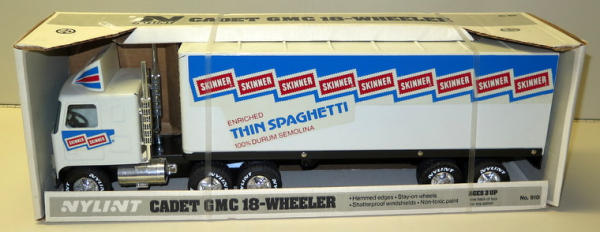 NYLINT CADET GMC 18-WHEELER
SKINNER SKINNER SKINNER SKINNER SKINNER SKINNER SKINNER SKINNER
ENRICHED
THIN SPAGHETTI
100% DURUM SEMOLINA
SKINNER SKINNER
NYLINT CADET GMC 18-WHEELER
• Hemmed edges • Stay-on-wheels
• Shatterproof windshields • Non-toxic paint
AGES 3 UP
No. 910